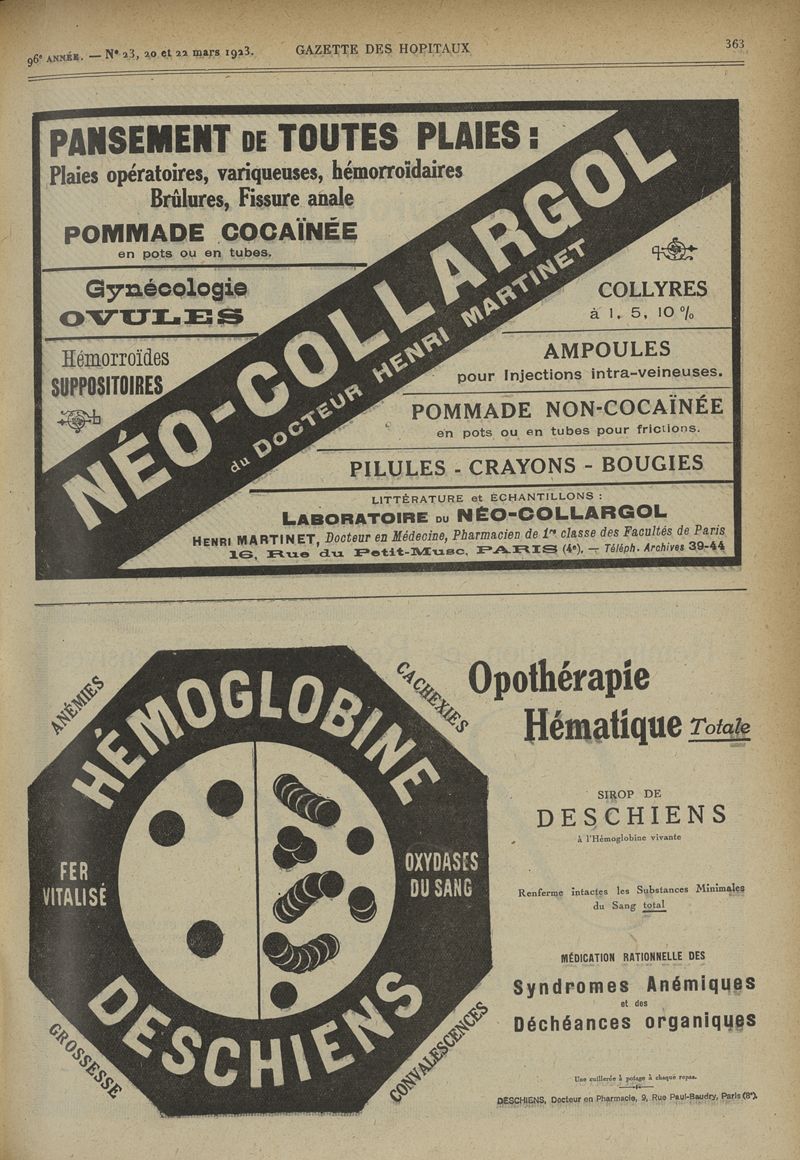 96e ANNÉE. — No 23, 20 et 22 mars 1923.
GAZETTE DES HOPITAUX
363
PANSEMENT DE TOUTES PLAIES :
Plaies opératoires, variqueuses, hémorroïdaires
Brûlures, Fissure anale
POMMADE COCAÏNÉE
en pots ou en tubes.
Gynécologie
OVULES
Hémorroïdes
SUPPOSITOIRES
NÉO-COLLARGOL
du DOCTEUR HENRI MARTINET
COLLYRES
à 1, 5, 10 %
AMPOULES
pour Injections intra-veineuses.
POMMADE NON-COCAÏNÉE
en pots ou en tubes pour frictions.
PILULES - CRAYONS - BOUGIES
LITTÉRATURE et ÉCHANTILLONS :
LABORATOIRE DU NÉO-COLLARGOL
HENRI MARTINET, Docteur en Médecine, Pharmacien de 1re classe des Facultés de Paris
16, Rue du Petit-Musc, PARIS (4e). — Téléph. Archives 39-44
ANÉMIES
CACHEXIES
HÉMOGLOBINE
FER
VITALISÉ
OXYDASES
DU SANG
DESCHIENS
GROSSESSE
CONVALESCENCES
Opothérapie
Hématique Totale
SIROP DE
DESCHIENS
à l'Hémoglobine vivante
Renferme intactes les Substances Minimales
du Sang total
MÉDICATION RATIONNELLE DES
Syndromes Anémiques
et des
Déchéances organiques
Une cuillerée à potage à chaque repas.
DESCHIENS, Docteur en Pharmacie, 9, Rue Paul-Baudry, Paris (8e).